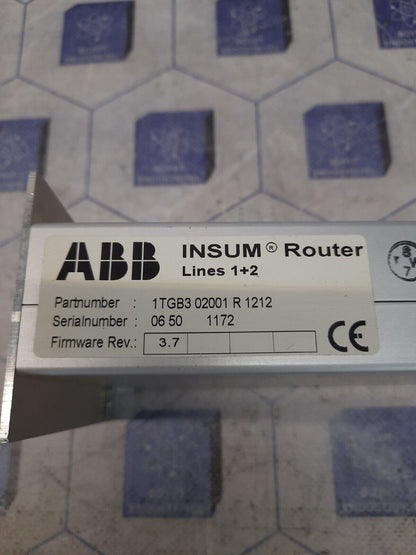 ABB INSUM® Router
Lines 1+2
Partnumber : 1TGB3 02001 R 1212
Serialnumber : 06 50 1172
Firmware Rev.: 3.7
CE